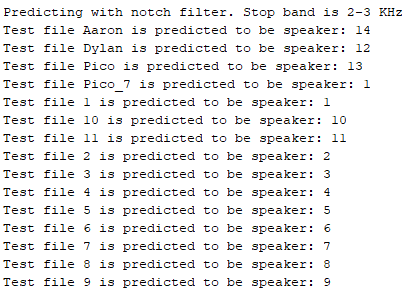 Predicting with notch filter. Stop band is 2-3 KHz
Test file Aaron is predicted to be speaker: 14
Test file Dylan is predicted to be speaker: 12
Test file Pico is predicted to be speaker: 13
Test file Pico_7 is predicted to be speaker: 1
Test file 1 is predicted to be speaker: 1
Test file 10 is predicted to be speaker: 10
Test file 11 is predicted to be speaker: 11
Test file 2 is predicted to be speaker: 2
Test file 3 is predicted to be speaker: 3
Test file 4 is predicted to be speaker: 4
Test file 5 is predicted to be speaker: 5
Test file 6 is predicted to be speaker: 6
Test file 7 is predicted to be speaker: 7
Test file 8 is predicted to be speaker: 8
Test file 9 is predicted to be speaker: 9